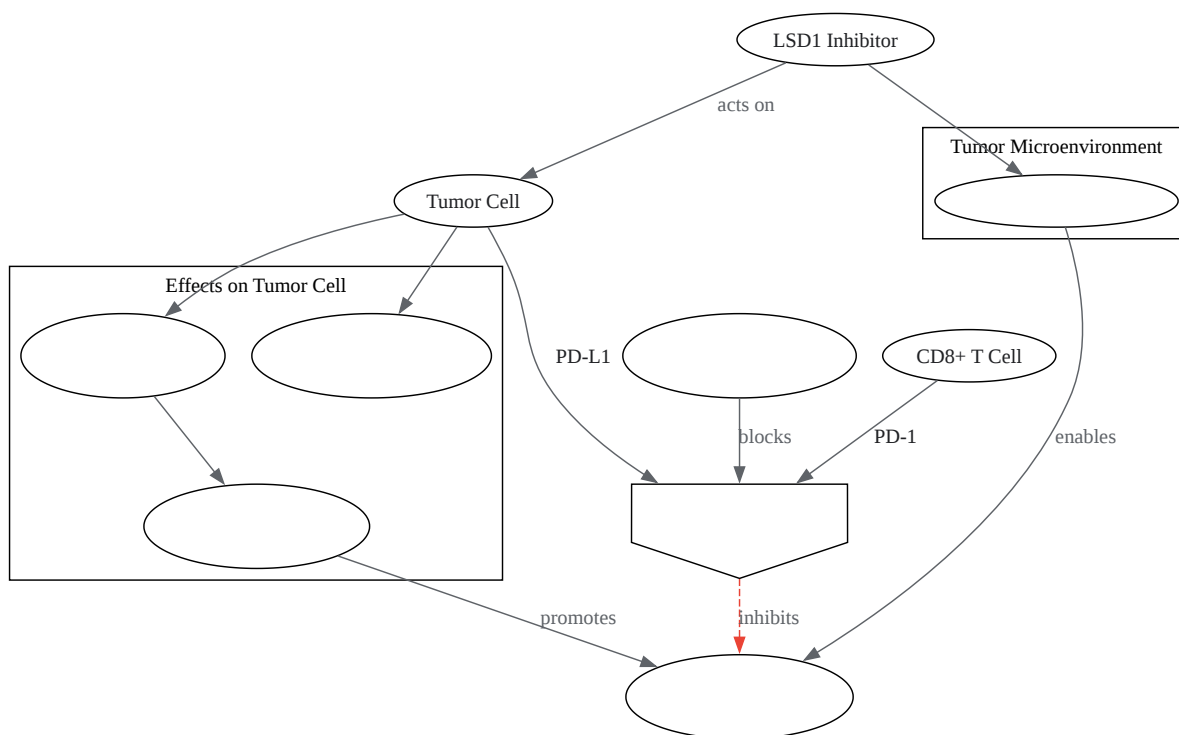 LSD1 Inhibitor
acts on
Tumor Microenvironment
Tumor Cell
Effects on Tumor Cell
PD-L1
CD8+ T Cell
blocks
PD-1
enables
promotes
inhibits